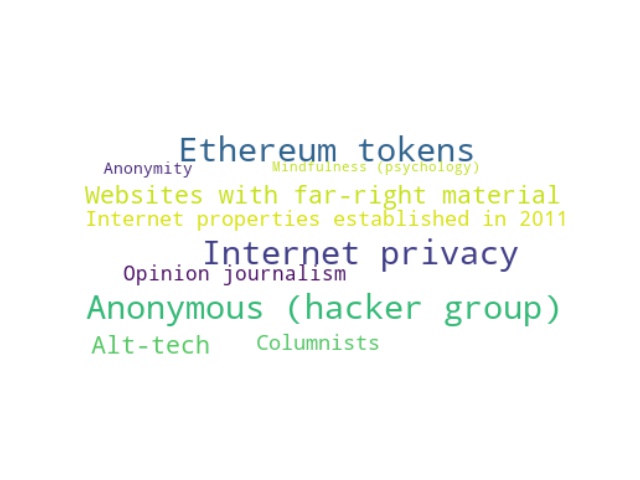 Ethereum tokens
Anonymity
Mindfulness (psychology)
Websites with far-right material
Internet properties established in 2011
Internet privacy
Opinion journalism
Anonymous (hacker group)
Alt-tech
Columnists